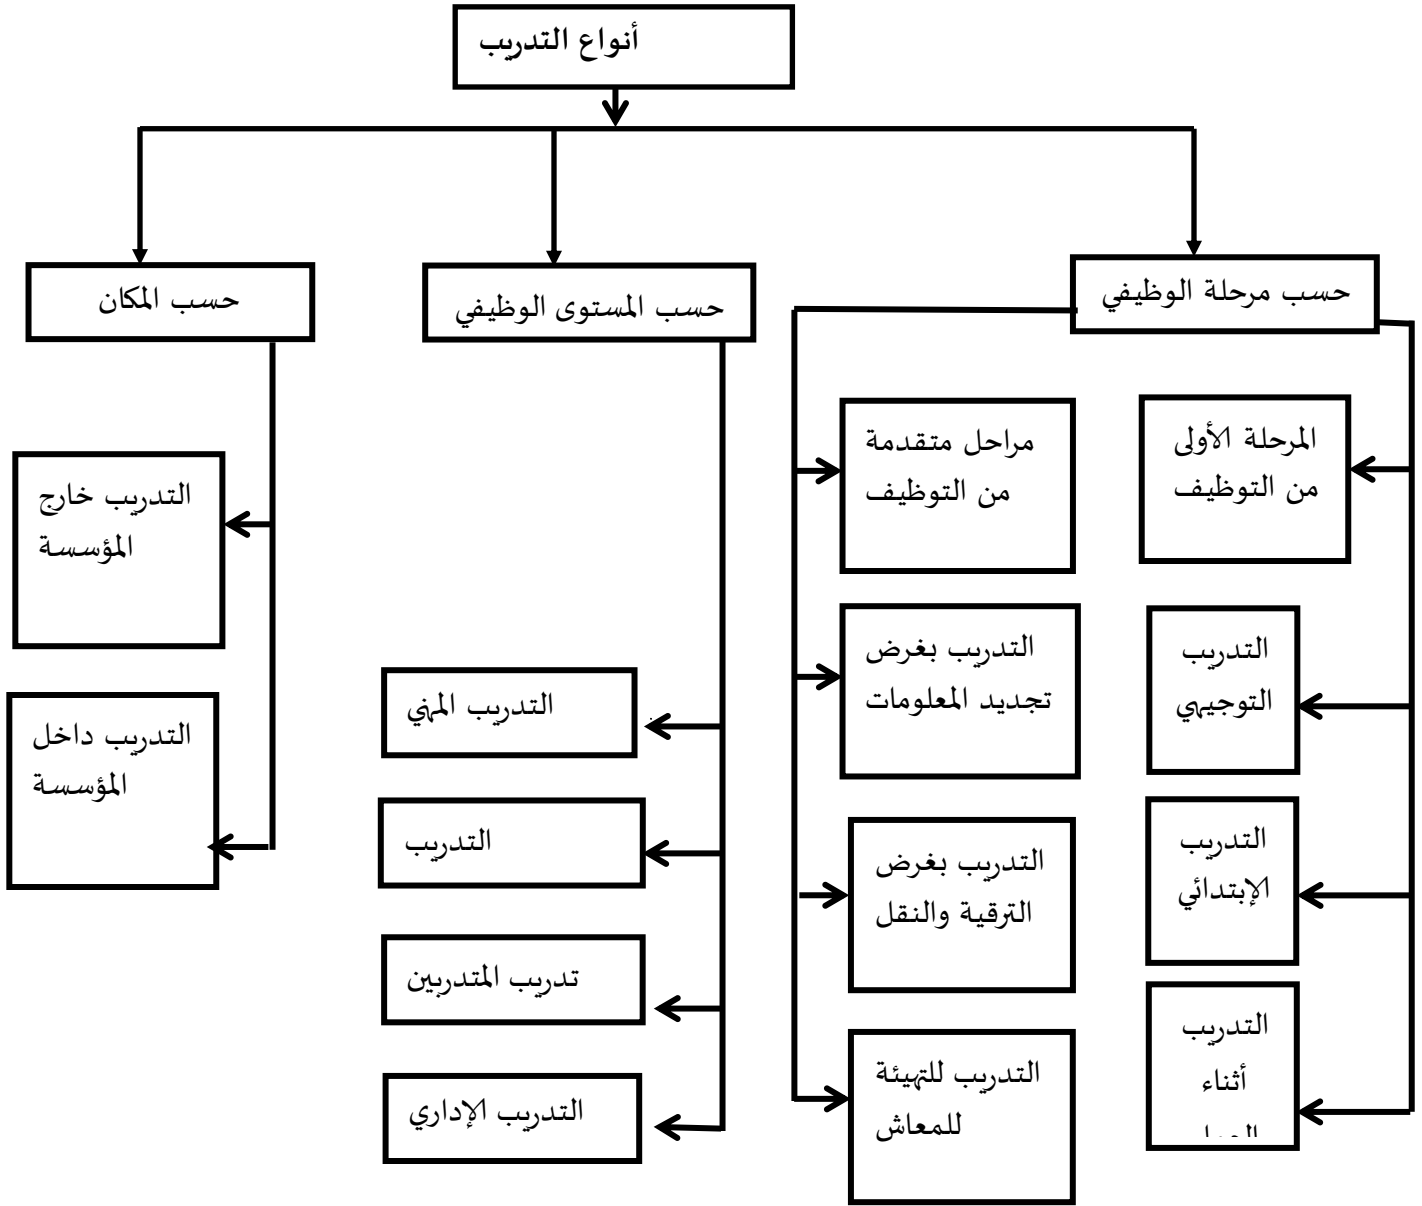 أنواع التدريب
حسب مرحلة الوظيفي
حسب المستوى الوظيفي
حسب المكان
المرحلة الأولى
من التوظيف
التدريب
التوجيهي
التدريب
الإبتدائي
التدريب
أثناء
مراحل متقدمة
من التوظيف
التدريب بغرض
تجديد المعلومات
التدريب بغرض
الترقية والنقل
التدريب للتهيئة
للمعاش
التدريب المهني
التدريب
تدريب المتدربين
التدريب الإداري
التدريب خارج
المؤسسة
التدريب داخل
المؤسسة